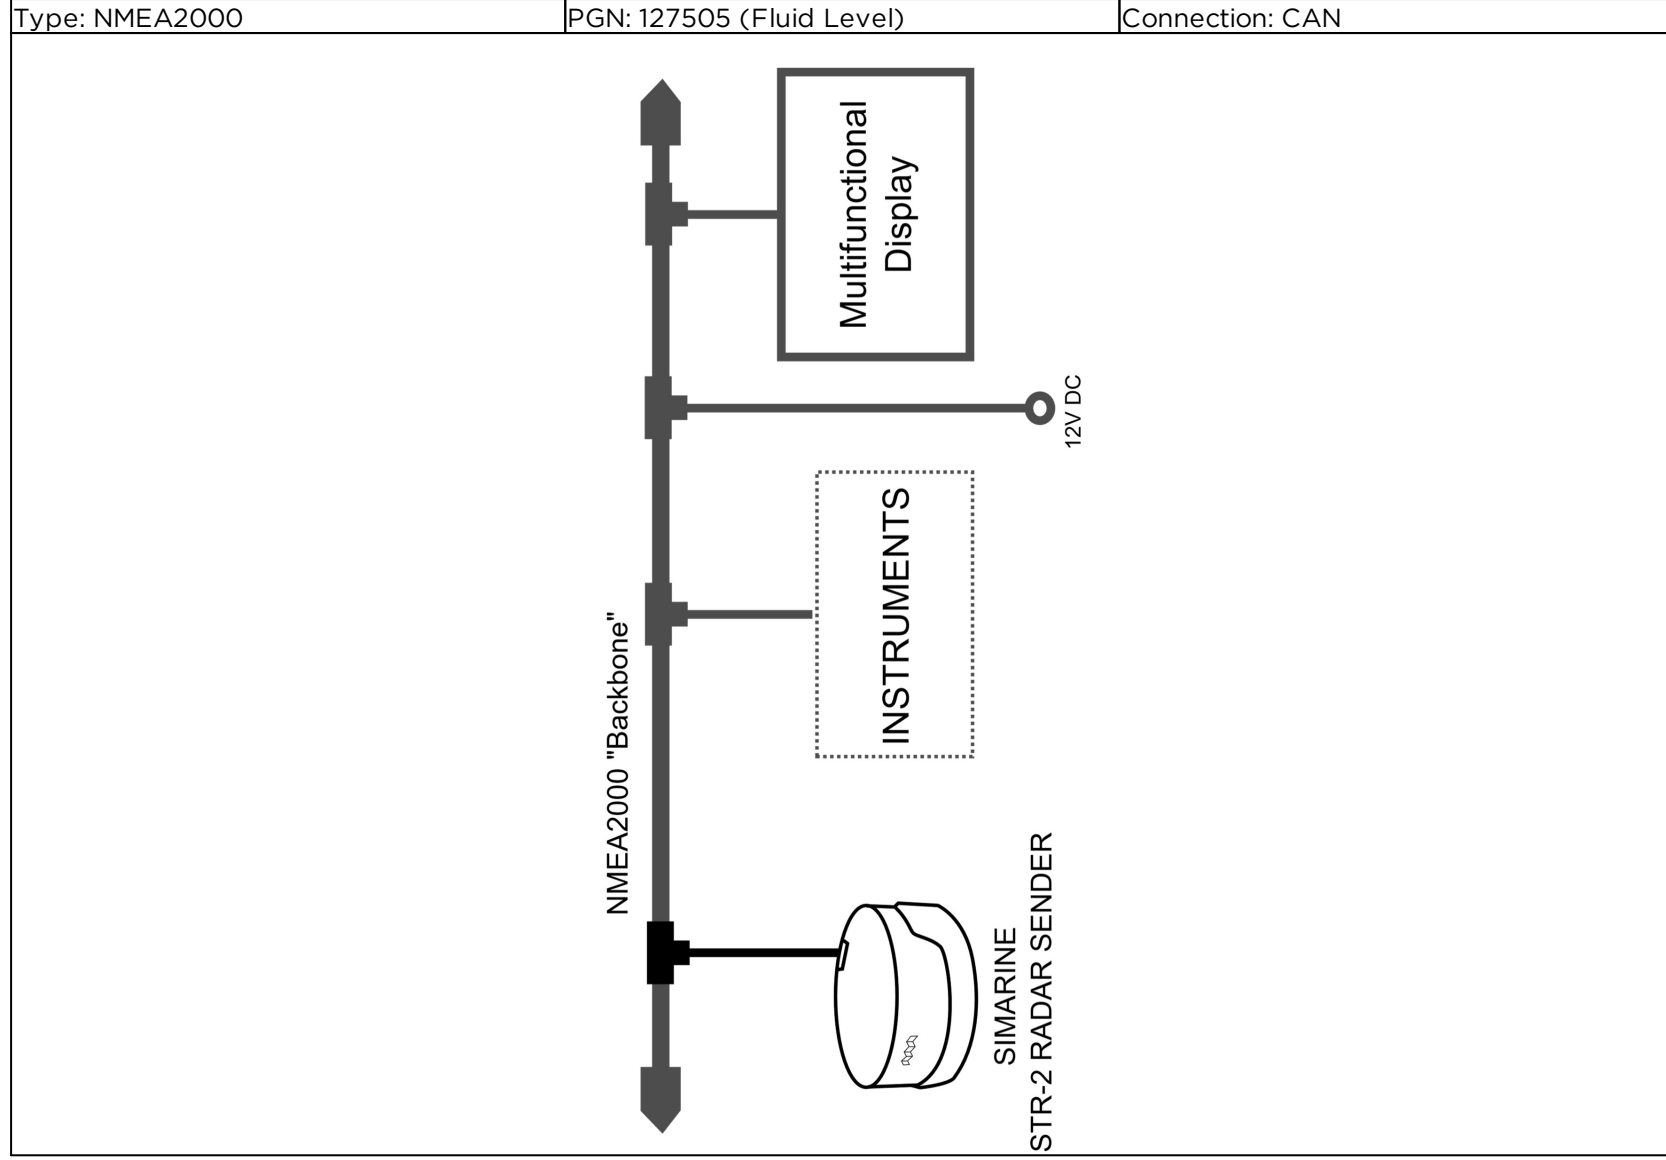 Type: NMEA2000
PGN: 127505 (Fluid Level)
Connection: CAN
NMEA2000 "Backbone"
SIMARINE
STR-2 RADAR SENDER
INSTRUMENTS
12V DC
Multifunctional
Display